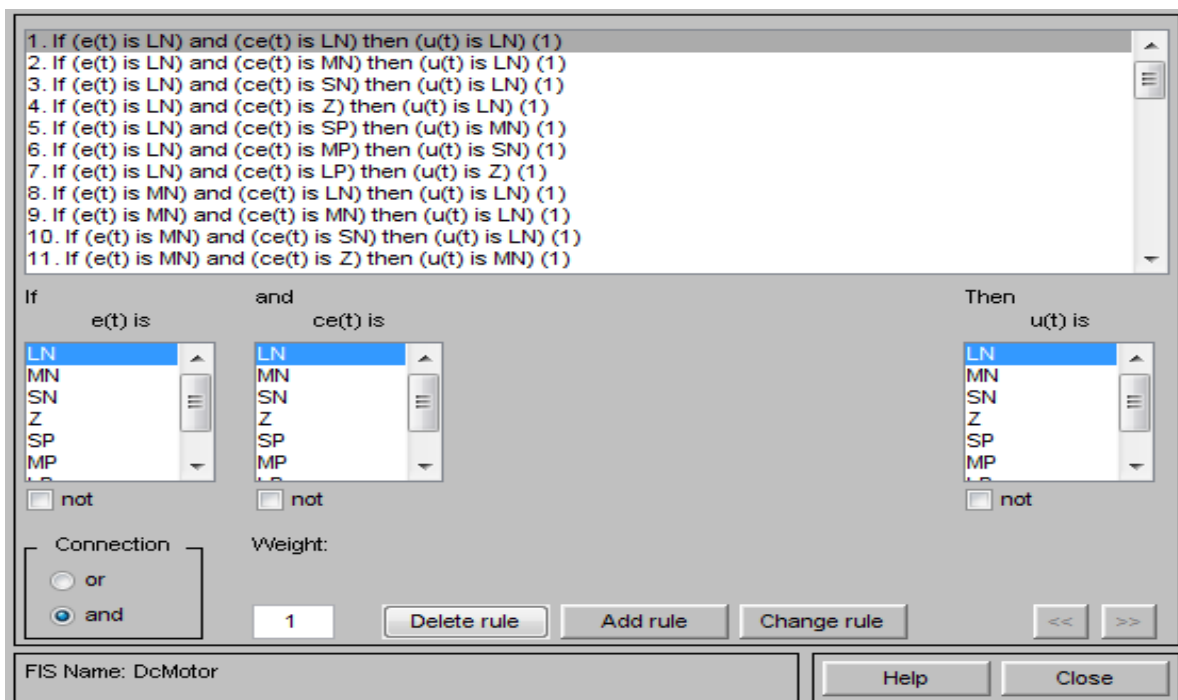 1. If (e(t) is LN) and (ce(t) is LN) then (u(t) is LN) (1)
2. If (e(t) is LN) and (ce(t) is MN) then (u(t) is LN) (1)
3. If (e(t) is LN) and (ce(t) is SN) then (u(t) is LN) (1)
4. If (e(t) is LN) and (ce(t) is Z) then (u(t) is LN) (1)
5. If (e(t) is LN) and (ce(t) is SP) then (u(t) is MN) (1)
6. If (e(t) is LN) and (ce(t) is MP) then (u(t) is SN) (1)
7. If (e(t) is LN) and (ce(t) is LP) then (u(t) is Z) (1)
8. If (e(t) is MN) and (ce(t) is LN) then (u(t) is LN) (1)
9. If (e(t) is MN) and (ce(t) is MN) then (u(t) is LN) (1)
10. If (e(t) is MN) and (ce(t) is SN) then (u(t) is LN) (1)
11. If (e(t) is MN) and (ce(t) is Z) then (u(t) is MN) (1)
If
e(t) is
LN
MN
SN
Z
SP
MP
not
and
ce(t) is
LN
MN
SN
Z
SP
MP
not
Then
u(t) is
LN
MN
SN
Z
SP
MP
not
Connection
or
and
Weight:
1
Delete rule
Add rule
Change rule
<<
>>
FIS Name: DcMotor
Help
Close